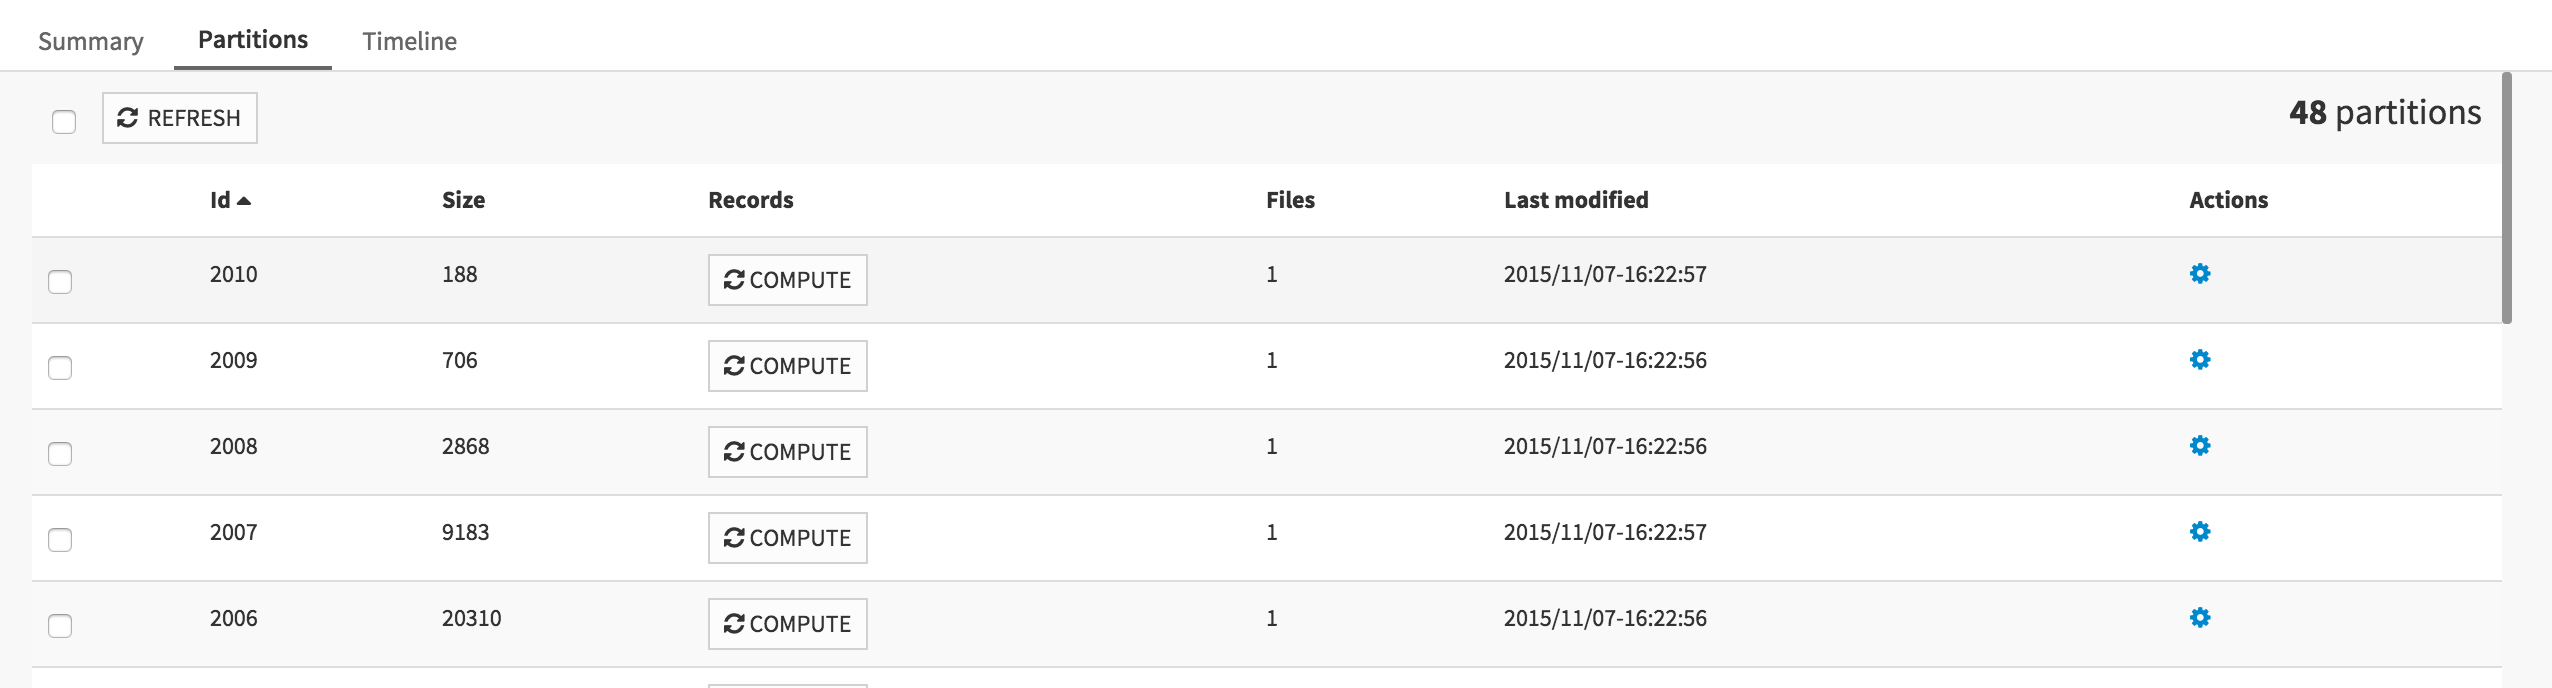 Summary Partitions Timeline
REFRESH 48 partitions
Id Size Records Files Last modified Actions
2010 188 COMPUTE 1 2015/11/07-16:22:57
2009 706 COMPUTE 1 2015/11/07-16:22:56
2008 2868 COMPUTE 1 2015/11/07-16:22:56
2007 9183 COMPUTE 1 2015/11/07-16:22:57
2006 20310 COMPUTE 1 2015/11/07-16:22:56